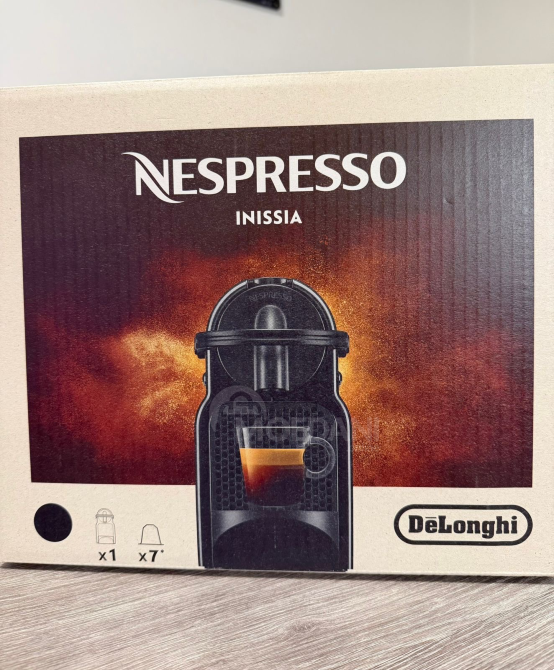 NESPRESSO
INISSIA
NESPRESSO
x1
x7*
DeLonghi